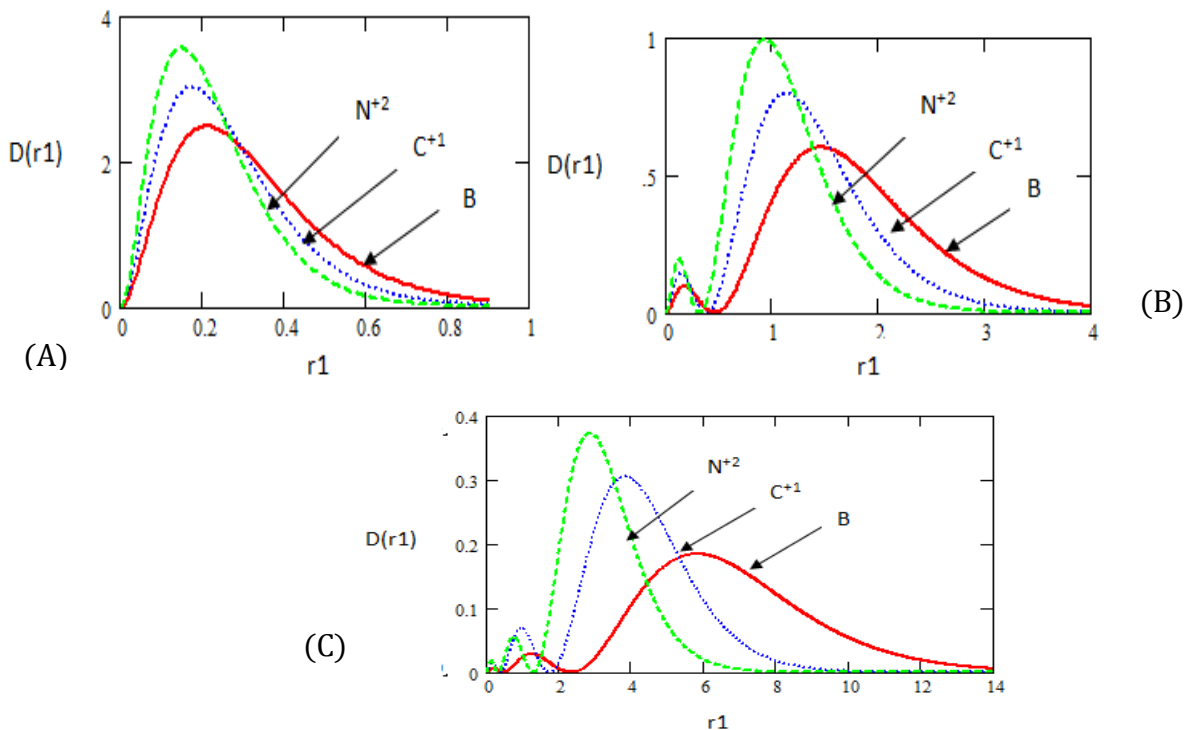 4
2
0
D(r1)
N+2
C+1
B
0 0.2 0.4 0.6 0.8 1
r1
(A)
1
.5
0
D(r1)
N+2
C+1
B
0 1 2 3 4
r1
(B)
0.4
0.3
0.2
0.1
0
D(r1)
N+2
C+1
B
0 2 4 6 8 10 12 14
r1
(C)